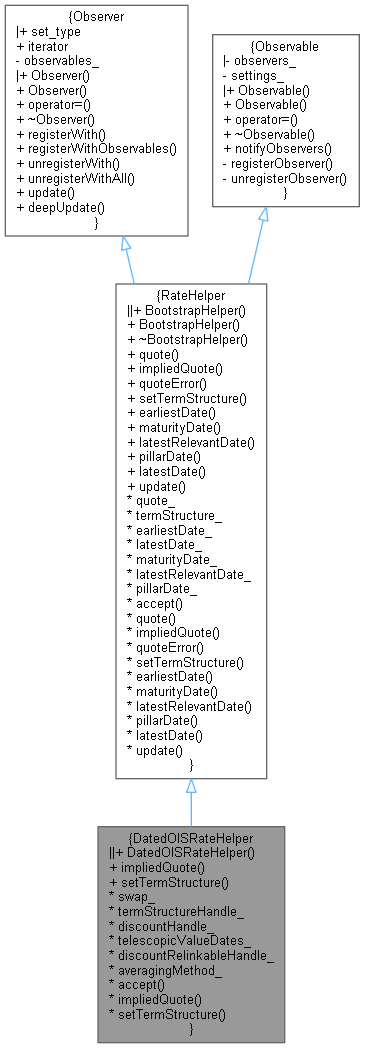 {Observer
|+ set_type
+ iterator
- observables_
|+ Observer()
+ Observer()
+ operator=()
+ ~Observer()
+ registerWith()
+ registerWithObservables()
+ unregisterWith()
+ unregisterWithAll()
+ update()
+ deepUpdate()
}
{Observable
|- observers_
- settings_
|+ Observable()
+ Observable()
+ operator=()
+ ~Observable()
+ notifyObservers()
- registerObserver()
- unregisterObserver()
}
{RateHelper
||+ BootstrapHelper()
+ BootstrapHelper()
+ ~BootstrapHelper()
+ quote()
+ impliedQuote()
+ quoteError()
+ setTermStructure()
+ earliestDate()
+ maturityDate()
+ latestRelevantDate()
+ pillarDate()
+ latestDate()
+ update()
* quote_
* termStructure_
* earliestDate_
* latestDate_
* maturityDate_
* latestRelevantDate_
* pillarDate_
* accept()
* quote()
* impliedQuote()
* quoteError()
* setTermStructure()
* earliestDate()
* maturityDate()
* latestRelevantDate()
* pillarDate()
* latestDate()
* update()
}
{DatedOISRateHelper
||+ DatedOISRateHelper()
+ impliedQuote()
+ setTermStructure()
* swap_
* termStructureHandle_
* discountHandle_
* telescopicValueDates_
* discountRelinkableHandle_
* averagingMethod_
* accept()
* impliedQuote()
* setTermStructure()
}